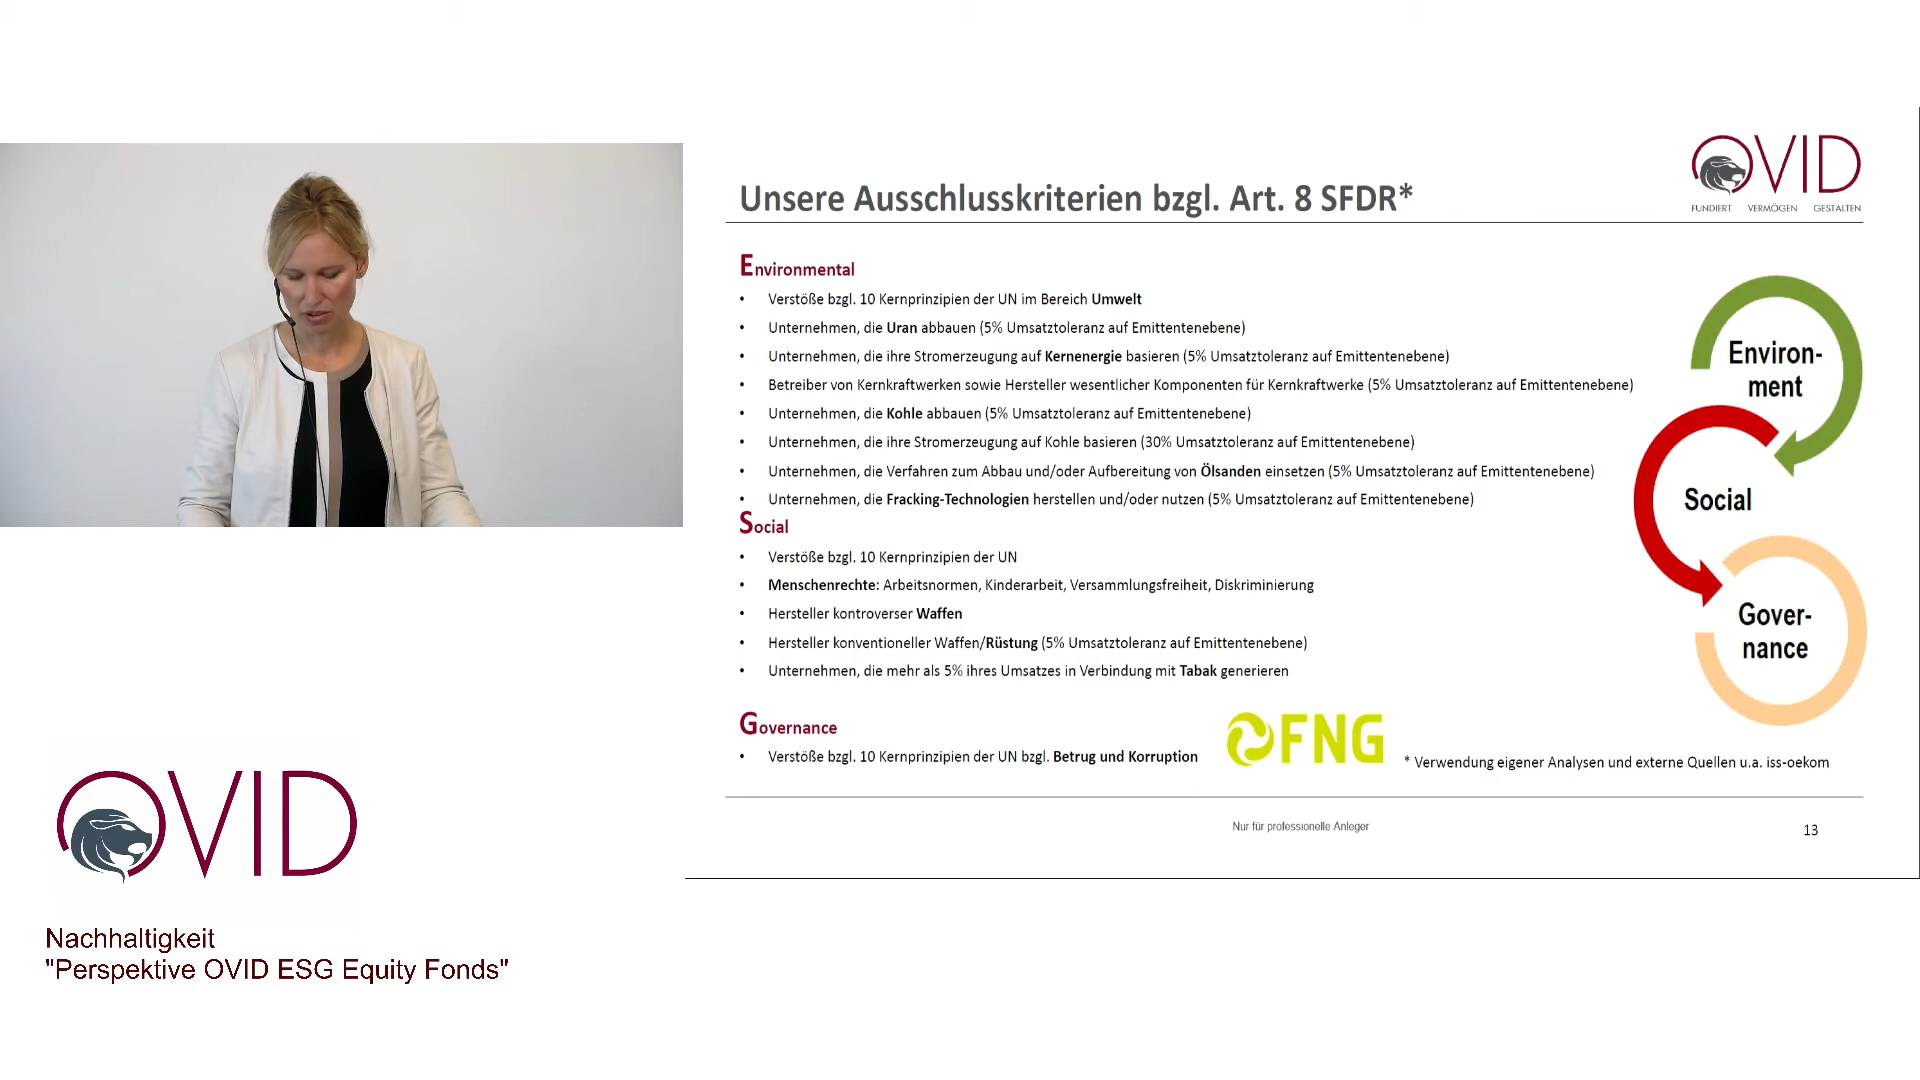 OVID
FUNDIERT VERMÖGEN GESTALTEN
Unsere Ausschlusskriterien bzgl. Art. 8 SFDR*
Environmental
• Verstöße bzgl. 10 Kernprinzipien der UN im Bereich Umwelt
• Unternehmen, die Uran abbauen (5% Umsatztoleranz auf Emittentenebene)
• Unternehmen, die ihre Stromerzeugung auf Kernenergie basieren (5% Umsatztoleranz auf Emittentenebene)
• Betreiber von Kernkraftwerken sowie Hersteller wesentlicher Komponenten für Kernkraftwerke (5% Umsatztoleranz auf Emittentenebene)
• Unternehmen, die Kohle abbauen (5% Umsatztoleranz auf Emittentenebene)
• Unternehmen, die ihre Stromerzeugung auf Kohle basieren (30% Umsatztoleranz auf Emittentenebene)
• Unternehmen, die Verfahren zum Abbau und/oder Aufbereitung von Ölsanden einsetzen (5% Umsatztoleranz auf Emittentenebene)
• Unternehmen, die Fracking-Technologien herstellen und/oder nutzen (5% Umsatztoleranz auf Emittentenebene)
Social
• Verstöße bzgl. 10 Kernprinzipien der UN
• Menschenrechte: Arbeitsnormen, Kinderarbeit, Versammlungsfreiheit, Diskriminierung
• Hersteller kontroverser Waffen
• Hersteller konventioneller Waffen/Rüstung (5% Umsatztoleranz auf Emittentenebene)
• Unternehmen, die mehr als 5% ihres Umsatzes in Verbindung mit Tabak generieren
Governance
• Verstöße bzgl. 10 Kernprinzipien der UN bzgl. Betrug und Korruption
Environ-
ment
Social
Gover-
nance
FNG
* Verwendung eigener Analysen und externe Quellen u.a. iss-oekom
Nur für professionelle Anleger
13
OVID
Nachhaltigkeit
"Perspektive OVID ESG Equity Fonds"